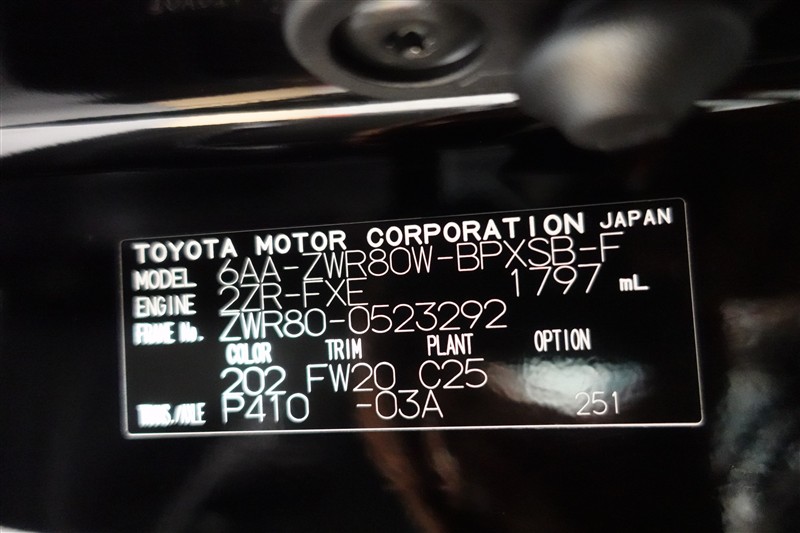 TOYOTA MOTOR CORPORATION JAPAN
MODEL 6AA-ZWR80W-BPXSB-F
ENGINE 2ZR-FXE 1797 mL
FRAME No. ZWR80-0523292
COLOR TRIM PLANT OPTION
202 FW20 C25
TRANS./AXLE P410 -03A 251